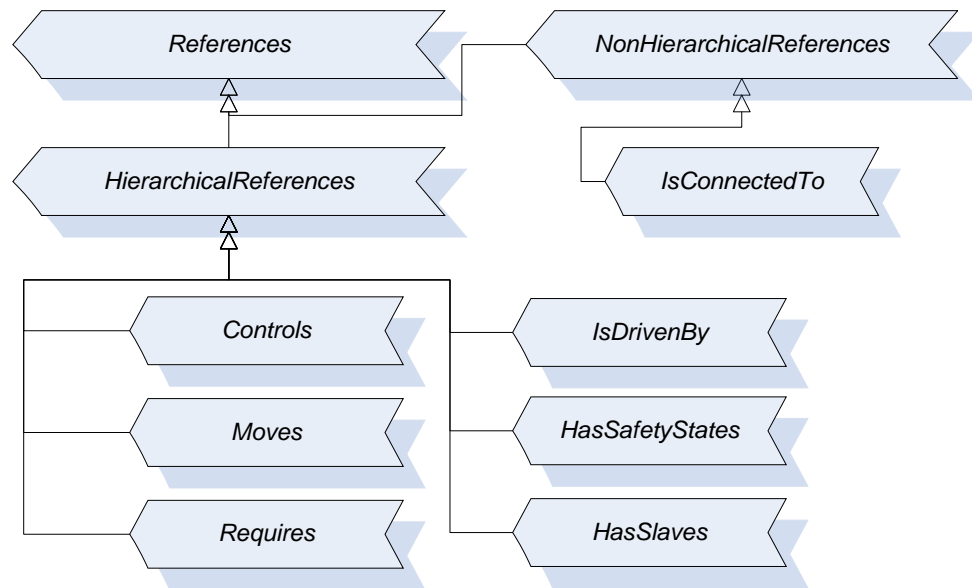 References
NonHierarchicalReferences
HierarchicalReferences
IsConnectedTo
Controls
IsDrivenBy
Moves
HasSafetyStates
Requires
HasSlaves